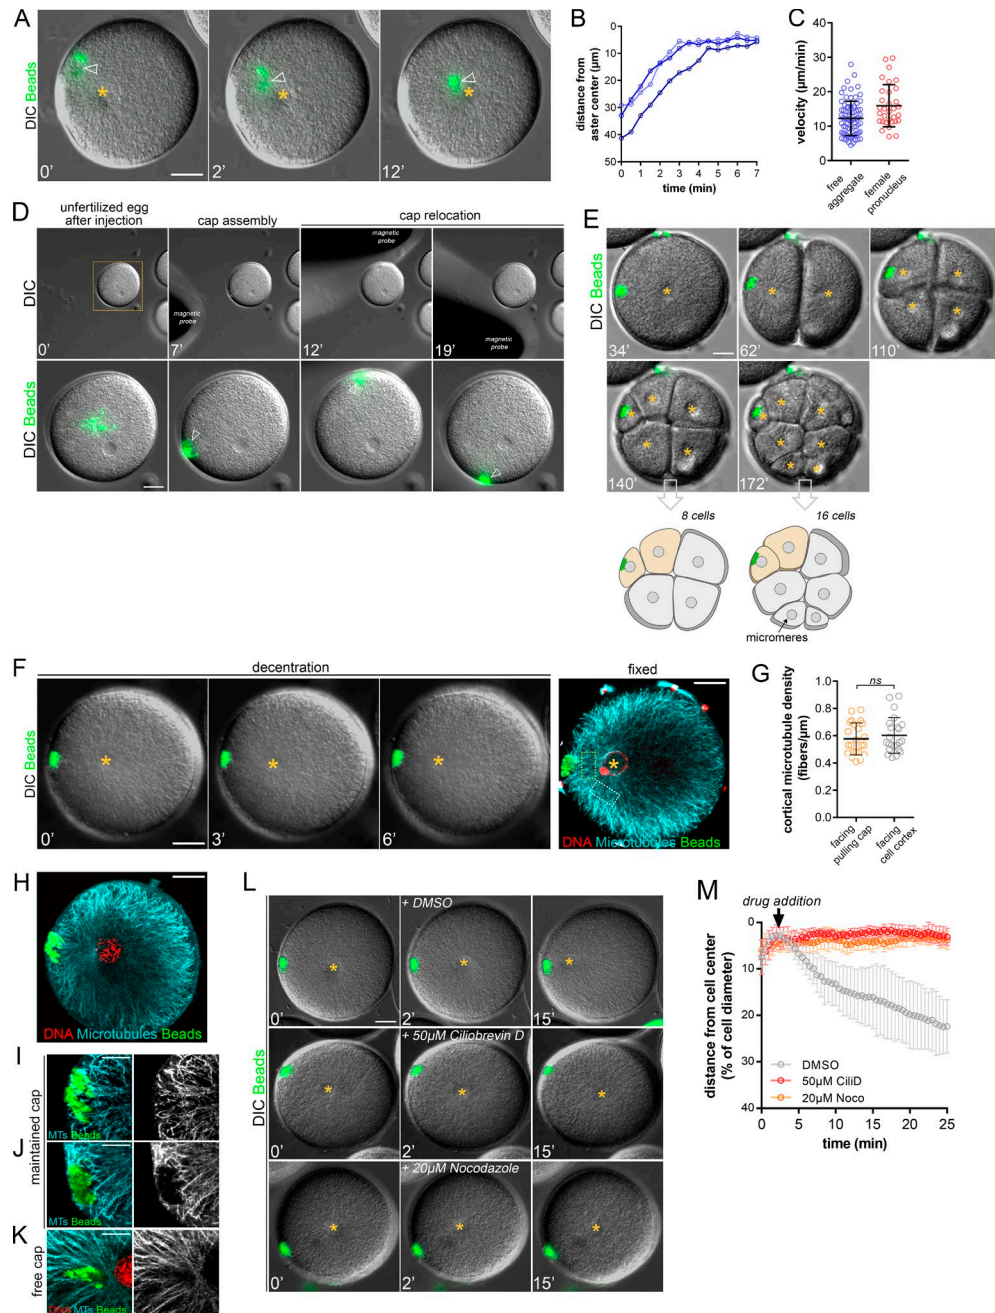 A
DIC Beads
0’
2’
12’
B
distance from
aster center (µm)
0
10
20
30
40
50
0
1
2
3
4
5
6
7
time (min)
C
velocity (µm/min)
40
30
20
10
0
free
aggregate
female
pronucleus
D
unfertilized egg
after injection
cap assembly
cap relocation
DIC
magnetic
probe
magnetic
probe
magnetic
probe
0’
7’
12’
19’
DIC Beads
E
DIC Beads
34’
62’
110’
140’
172’
8 cells
16 cells
micromeres
F
decentration
fixed
DIC Beads
0’
3’
6’
DNA Microtubules Beads
G
ns
cortical microtubule density
(fibers/µm)
1.0
0.8
0.6
0.4
0.2
0.0
facing
pulling cap
facing
cell cortex
H
DNA Microtubules Beads
I
MTs Beads
J
MTs Beads
maintained cap
K
DNA MTs Beads
free cap
L
DIC Beads
+ DMSO
0’
2’
15’
+ 50µM Ciliobrevin D
0’
2’
15’
+ 20µM Nocodazole
0’
2’
15’
M
drug addition
distance from cell center
(% of cell diameter)
0
10
20
30
40
DMSO
50µM CiliD
20µM Noco
0
5
10
15
20
25
time (min)